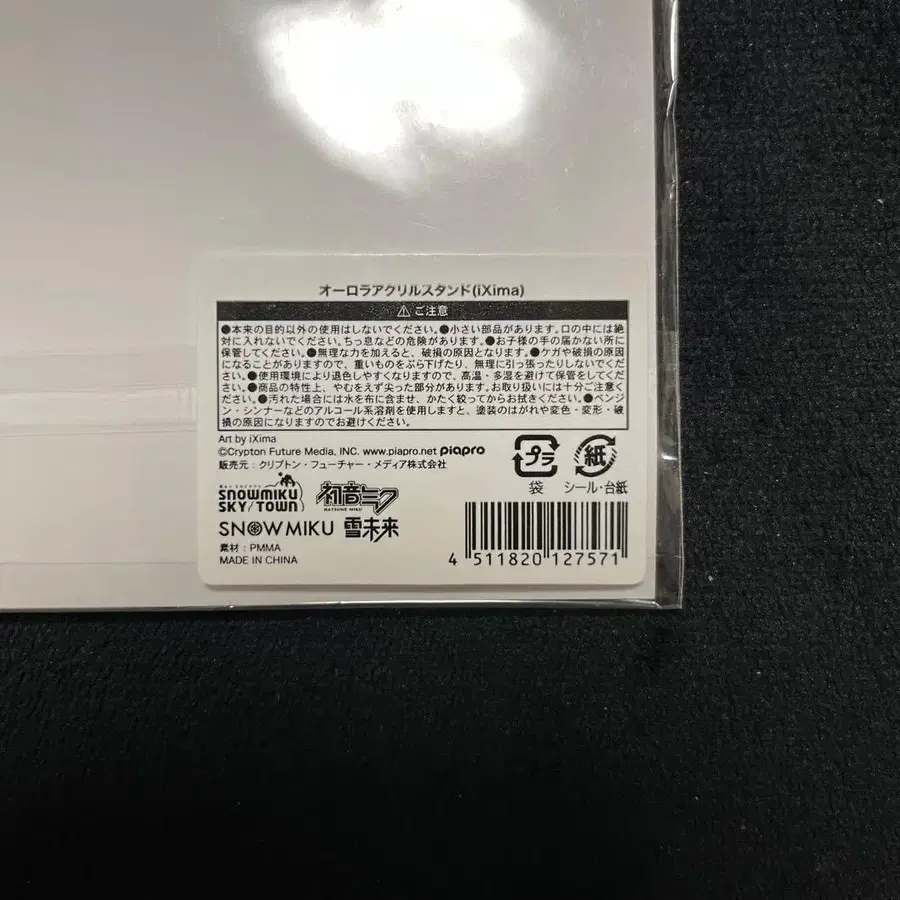 オーロラアクリルスタンド(iXima)
⚠ ご注意
●本来の目的以外の使用はしないでください。●小さい部品があります。口の中には絶
対に入れないでください。ちっ息などの危険があります。●お子様の手の届かない所に
保管してください。●無理な力を加えると、破損の原因となります。●ケガや破損の原因
になることがありますので、重いものをぶら下げたり、無理に引っ張ったりしないでくだ
さい。●使用環境により退色しやすくなりますので、高温・多湿を避けて保管をしてくだ
さい。●商品の特性上、やむをえず尖った部分があります。お取り扱いには十分ご注意く
ださい。●汚れた場合には水を布に含ませ、かたく絞ってからお拭きください。●ベンジ
ン・シンナーなどのアルコール系溶剤を使用しますと、塗装のはがれや変色・変形・破
損の原因になりますのでお避けください。
Art by iXima
©Crypton Future Media, INC. www.piapro.net piapro
販売元:クリプトン・フューチャー・メディア株式会社
プラ
袋
紙
シール・台紙
SNOWMIKU
SKY TOWN
初音ミク
HATSUNE MIKU
SNOW MIKU 雪未来
素材:PMMA
MADE IN CHINA
4 511820 127571